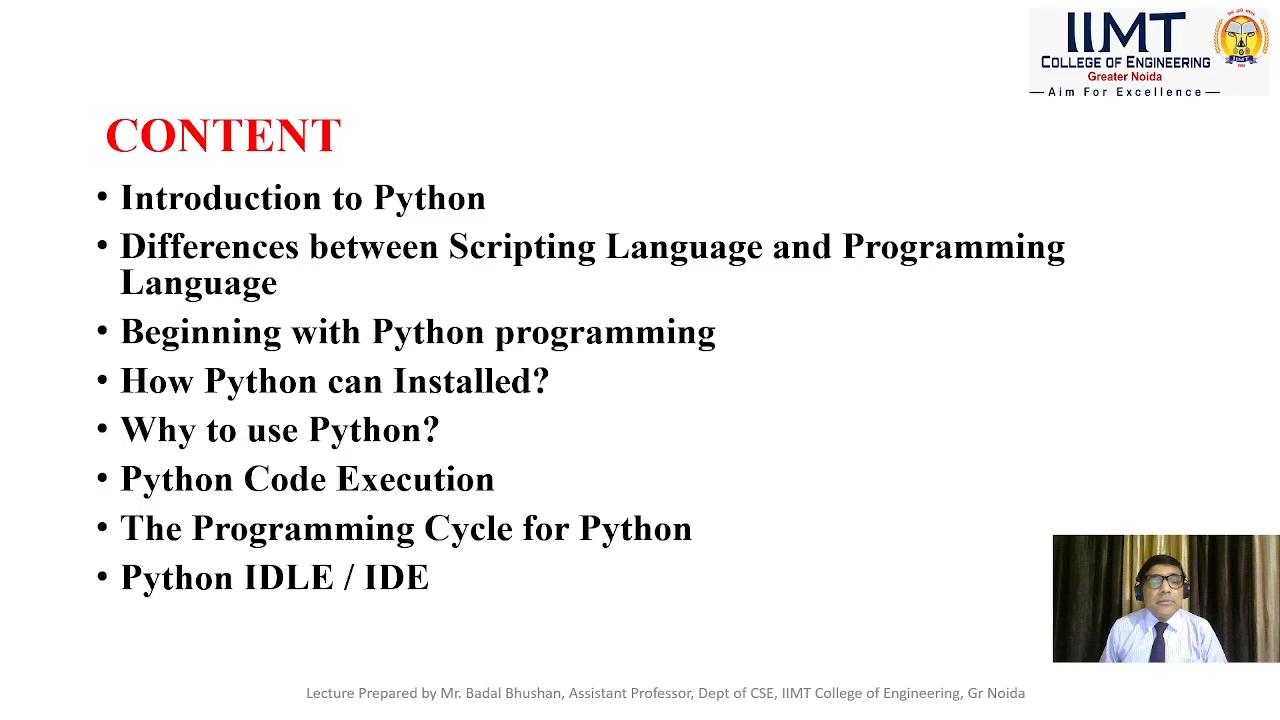 IIMT
COLLEGE OF ENGINEERING
Greater Noida
Aim For Excellence
CONTENT
• Introduction to Python
• Differences between Scripting Language and Programming
Language
• Beginning with Python programming
• How Python can Installed?
• Why to use Python?
• Python Code Execution
• The Programming Cycle for Python
• Python IDLE / IDE
Lecture Prepared by Mr. Badal Bhushan, Assistant Professor, Dept of CSE, IIMT College of Engineering, Gr Noida